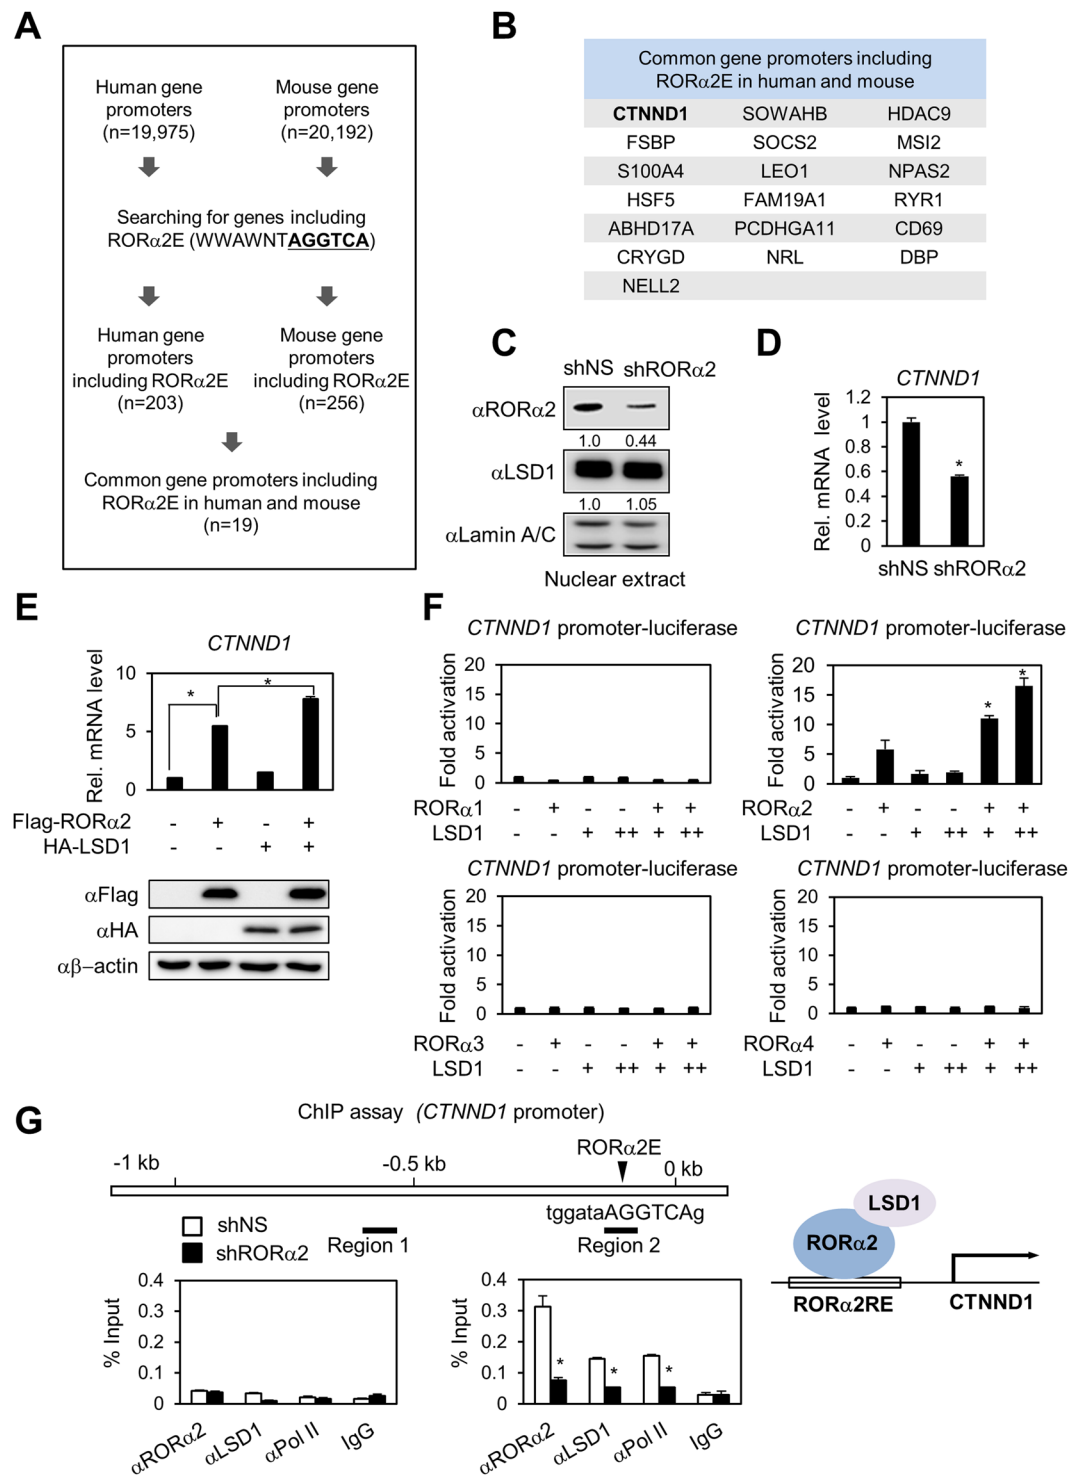 A
Human gene
promoters
(n=19,975)
Mouse gene
promoters
(n=20,192)
Searching for genes including
RORα2E (WWAWNTAGGTCA)
Human gene
promoters
including RORα2E
(n=203)
Mouse gene
promoters
including RORα2E
(n=256)
Common gene promoters including
RORα2E in human and mouse
(n=19)
B
Common gene promoters including
RORα2E in human and mouse
CTNND1 SOWAHB HDAC9
FSBP SOCS2 MSI2
S100A4 LEO1 NPAS2
HSF5 FAM19A1 RYR1
ABHD17A PCDHGA11 CD69
CRYGD NRL DBP
NELL2
C
shNS shRORα2
αRORα2
1.0 0.44
αLSD1
1.0 1.05
αLamin A/C
Nuclear extract
D
CTNND1
Rel. mRNA level
1.2
1
0.8
0.6
0.4
0.2
0
*
shNS shRORα2
E
CTNND1
Rel. mRNA level
10
5
0
* *
Flag-RORα2 - + - +
HA-LSD1 - - + +
αFlag
αHA
αβ−actin
F
CTNND1 promoter-luciferase
Fold activation
20
15
10
5
0
RORα1 - + - - + +
LSD1 - - + ++ + ++
CTNND1 promoter-luciferase
Fold activation
20
15
10
5
0
* *
RORα2 - + - - + +
LSD1 - - + ++ + ++
CTNND1 promoter-luciferase
Fold activation
20
15
10
5
0
RORα3 - + - - + +
LSD1 - - + ++ + ++
CTNND1 promoter-luciferase
Fold activation
20
15
10
5
0
RORα4 - + - - + +
LSD1 - - + ++ + ++
G
ChIP assay (CTNND1 promoter)
RORα2E
-1 kb -0.5 kb 0 kb
tggataAGGTCAg
Region 1 Region 2
shNS
shRORα2
% Input
0.4
0.3
0.2
0.1
0
αRORα2 αLSD1 αPol II IgG
% Input
0.4
0.3
0.2
0.1
0
* * *
αRORα2 αLSD1 αPol II IgG
LSD1
RORα2
RORα2RE CTNND1